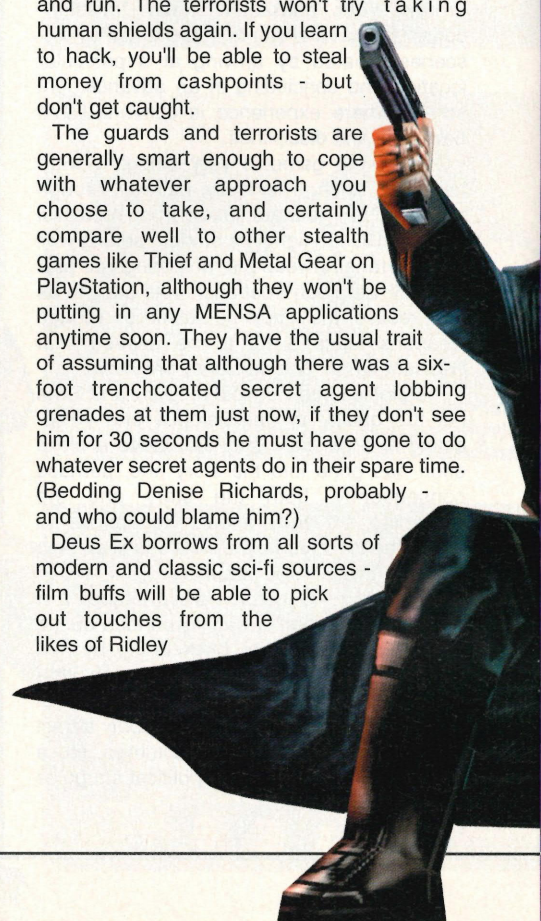 and run. The terrorists won't try taking
human shields again. If you learn
to hack, you'll be able to steal
money from cashpoints - but
don't get caught.
The guards and terrorists are
generally smart enough to cope
with whatever approach you
choose to take, and certainly
compare well to other stealth
games like Thief and Metal Gear on
PlayStation, although they won't be
putting in any MENSA applications
anytime soon. They have the usual trait
of assuming that although there was a six-
foot trenchcoated secret agent lobbing
grenades at them just now, if they don't see
him for 30 seconds he must have gone to do
whatever secret agents do in their spare time.
(Bedding Denise Richards, probably -
and who could blame him?)
Deus Ex borrows from all sorts of
modern and classic sci-fi sources -
film buffs will be able to pick
out touches from the
likes of Ridley